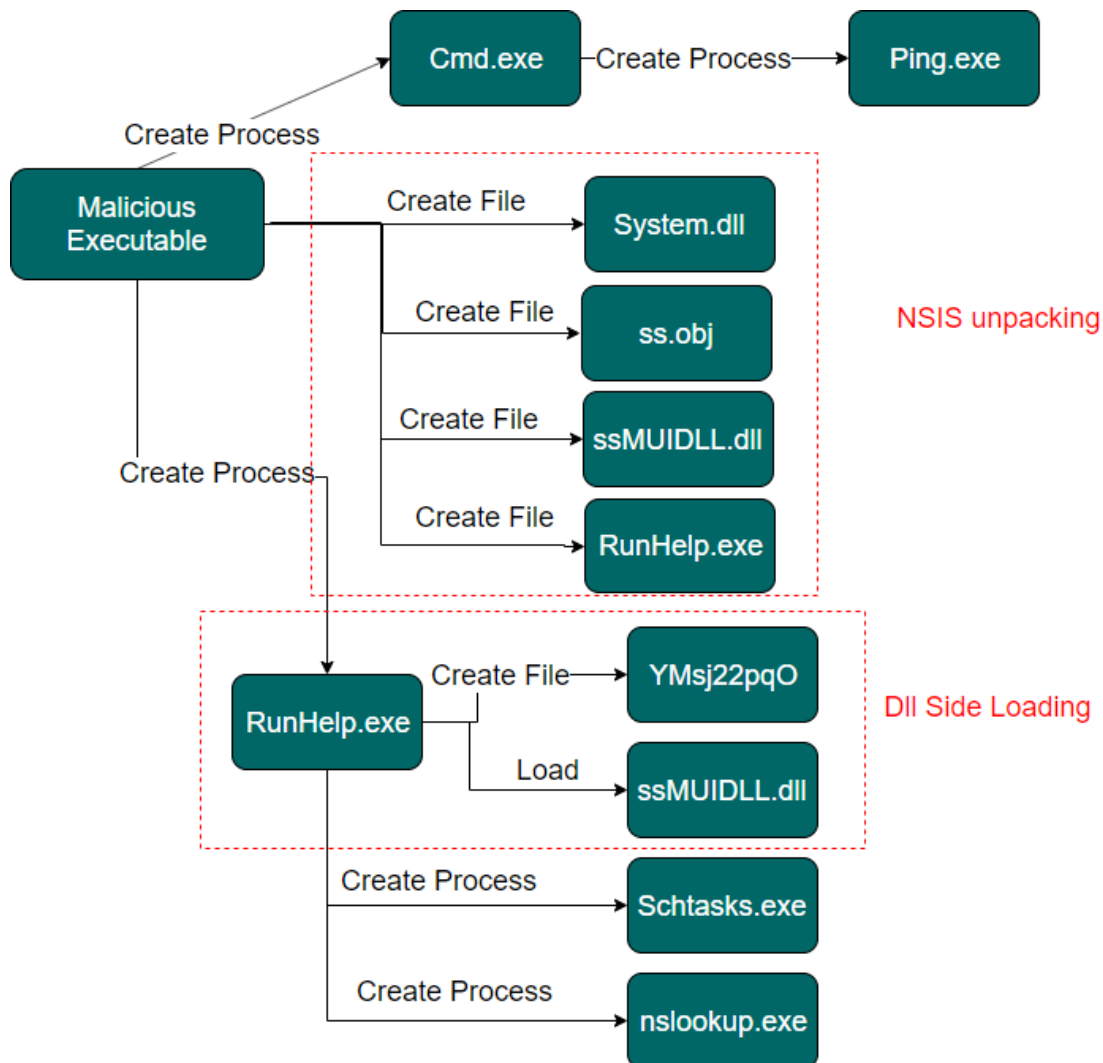 Cmd.exe
Create Process
Ping.exe
Create Process
Malicious
Executable
Create File
System.dll
NSIS unpacking
Create File
ss.obj
Create File
ssMUIDLL.dll
Create Process
Create File
RunHelp.exe
RunHelp.exe
Create File
YMsj22pqO
Dll Side Loading
Load
ssMUIDLL.dll
Create Process
Schtasks.exe
Create Process
nslookup.exe